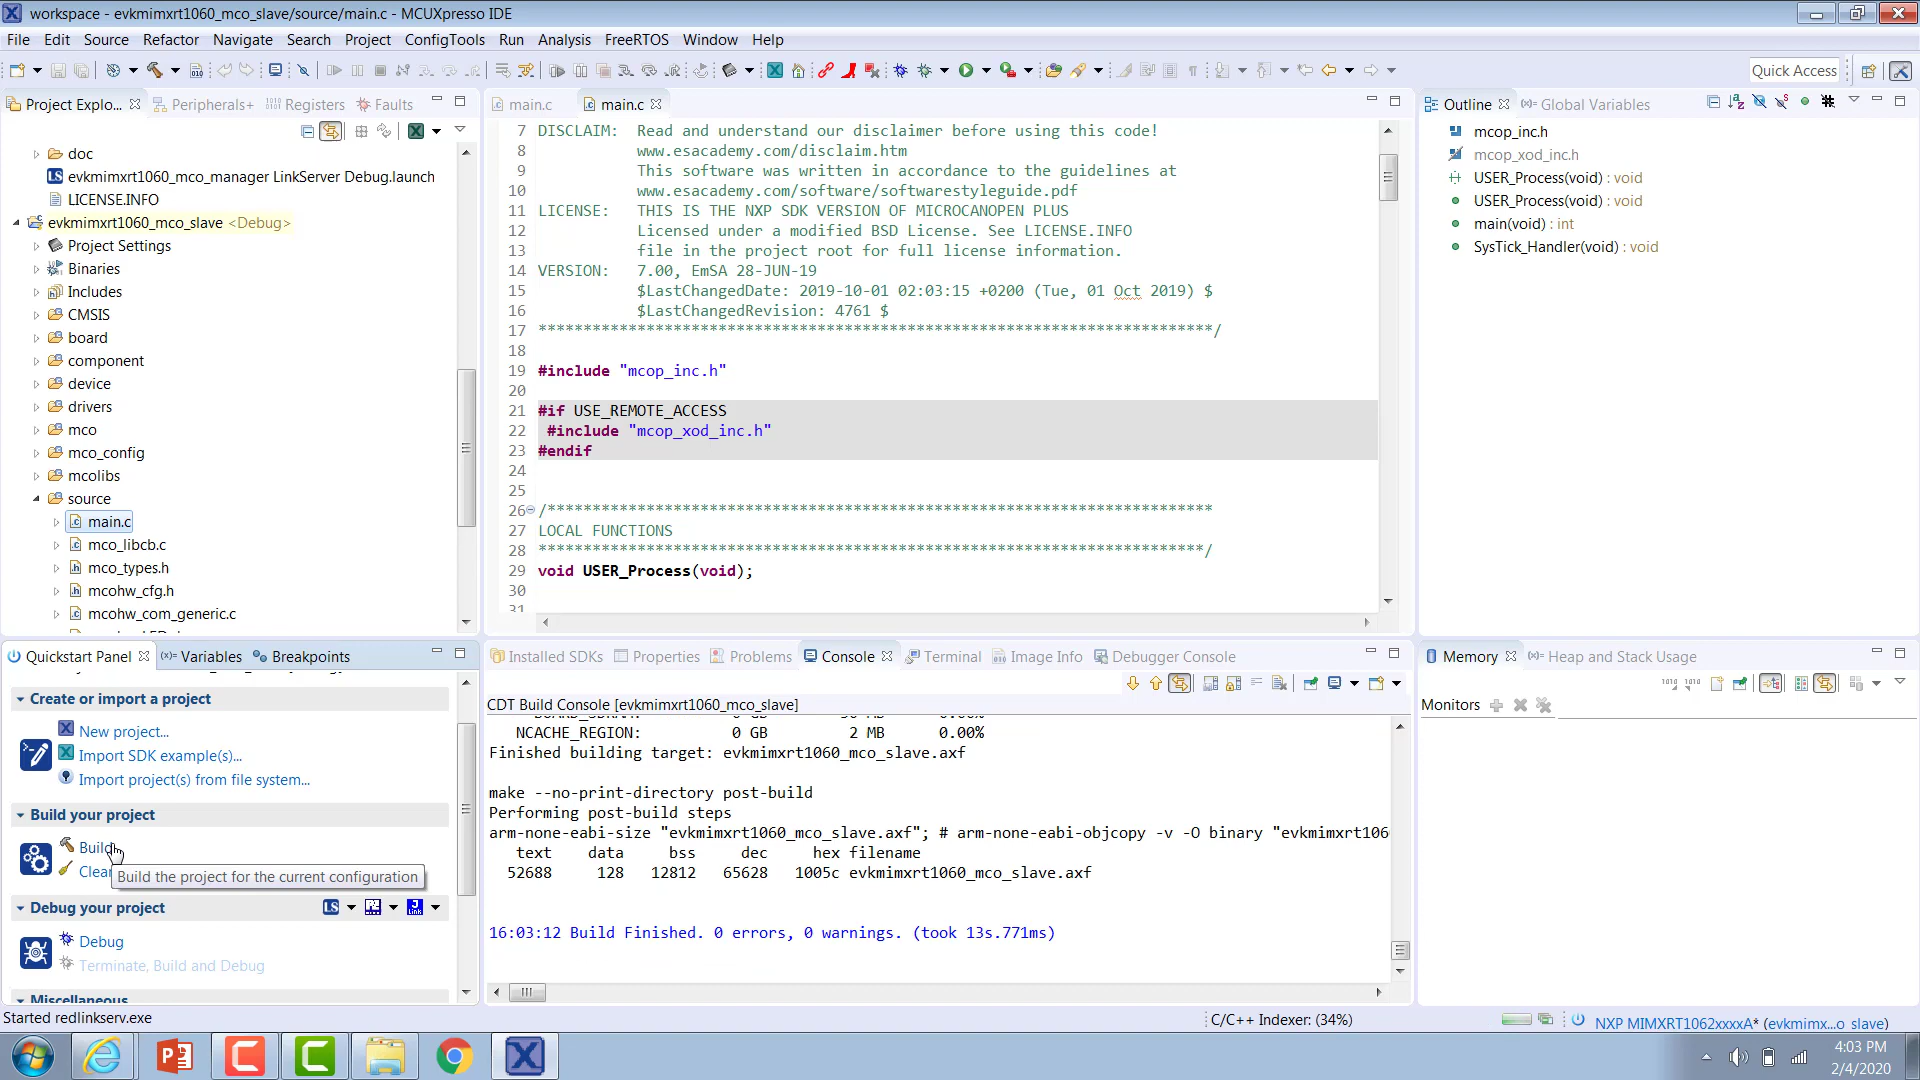 workspace - evkmimxrt1060_mco_slave/source/main.c - MCUXpresso IDE
File Edit Source Refactor Navigate Search Project ConfigTools Run Analysis FreeRTOS Window Help
Quick Access
Project Explo... Peripherals+ Registers Faults
doc
evkmimxrt1060_mco_manager LinkServer Debug.launch
LICENSE.INFO
evkmimxrt1060_mco_slave <Debug>
Project Settings
Binaries
Includes
CMSIS
board
component
device
drivers
mco
mco_config
mcolibs
source
main.c
mco_libcb.c
mco_types.h
mcohw_cfg.h
mcohw_com_generic.c
main.c main.c
7 DISCLAIM: Read and understand our disclaimer before using this code!
8 www.esacademy.com/disclaim.htm
9 This software was written in accordance to the guidelines at
10 www.esacademy.com/software/softwarestyleguide.pdf
11 LICENSE: THIS IS THE NXP SDK VERSION OF MICROCANOPEN PLUS
12 Licensed under a modified BSD License. See LICENSE.INFO
13 file in the project root for full license information.
14 VERSION: 7.00, EmSA 28-JUN-19
15 $LastChangedDate: 2019-10-01 02:03:15 +0200 (Tue, 01 Oct 2019) $
16 $LastChangedRevision: 4761 $
17 ***************************************************************************/
18
19 #include "mcop_inc.h"
20
21 #if USE_REMOTE_ACCESS
22 #include "mcop_xod_inc.h"
23 #endif
24
25
26 /**************************************************************************
27 LOCAL FUNCTIONS
28 **************************************************************************/
29 void USER_Process(void);
30
31
Outline Global Variables
mcop_inc.h
mcop_xod_inc.h
USER_Process(void) : void
USER_Process(void) : void
main(void) : int
SysTick_Handler(void) : void
Quickstart Panel (x)= Variables Breakpoints
Create or import a project
New project...
Import SDK example(s)...
Import project(s) from file system...
Build your project
Build
Clean
Build the project for the current configuration
Debug your project
LS
Debug
Terminate, Build and Debug
Miscellaneous
Installed SDKs Properties Problems Console Terminal Image Info Debugger Console
CDT Build Console [evkmimxrt1060_mco_slave]
NCACHE_REGION: 0 GB 2 MB 0.00%
Finished building target: evkmimxrt1060_mco_slave.axf
make --no-print-directory post-build
Performing post-build steps
arm-none-eabi-size "evkmimxrt1060_mco_slave.axf"; # arm-none-eabi-objcopy -v -O binary "evkmimxrt106
text data bss dec hex filename
52688 128 12812 65628 1005c evkmimxrt1060_mco_slave.axf
16:03:12 Build Finished. 0 errors, 0 warnings. (took 13s.771ms)
Memory Heap and Stack Usage
Monitors
Started redlinkserv.exe
C/C++ Indexer: (34%)
NXP MIMXRT1062xxxxA* (evkmimx...o_slave)
4:03 PM
2/4/2020